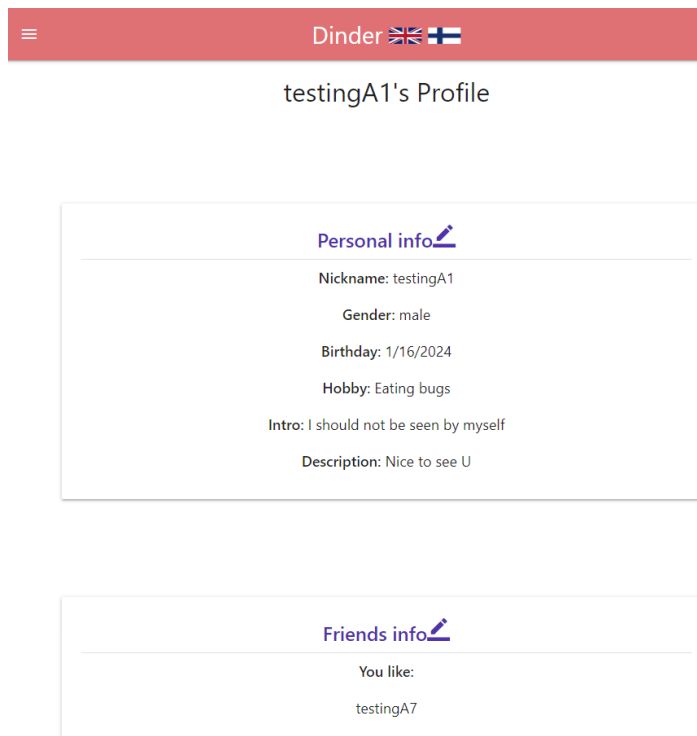 Dinder
testingA1's Profile
Personal info
Nickname: testingA1
Gender: male
Birthday: 1/16/2024
Hobby: Eating bugs
Intro: I should not be seen by myself
Description: Nice to see U
Friends info
You like:
testingA7